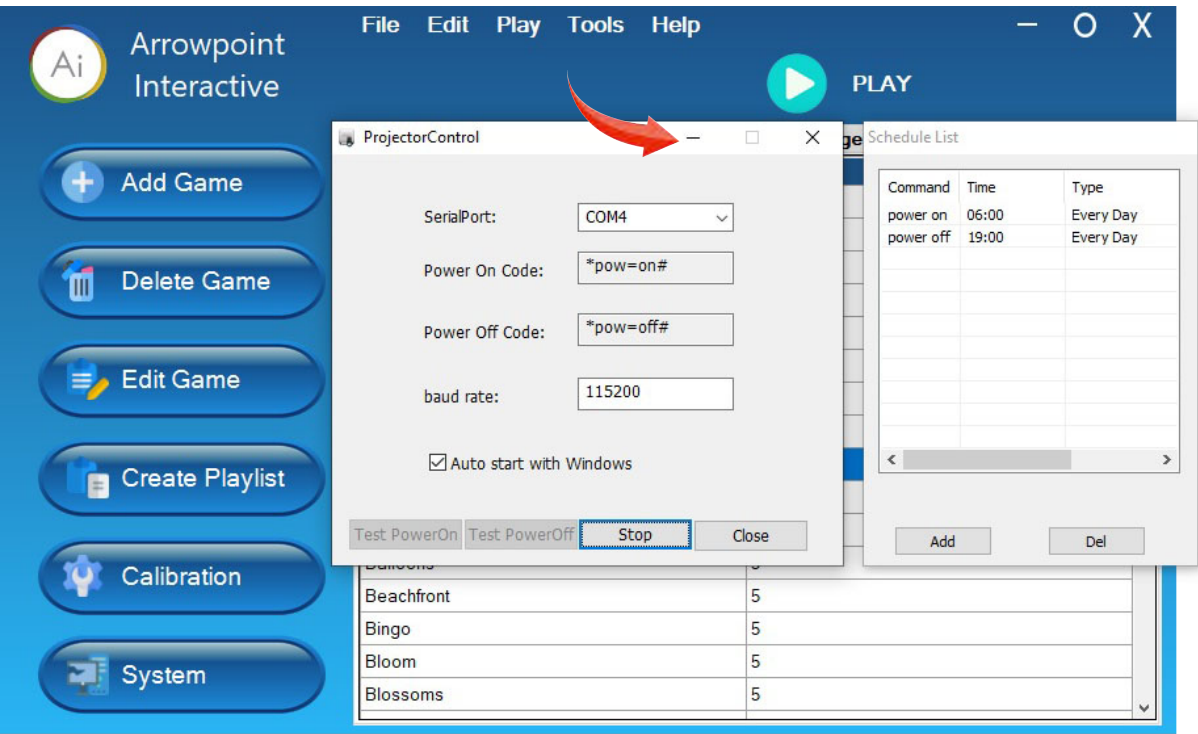 File Edit Play Tools Help
— O X
Ai
Arrowpoint
Interactive
PLAY
Add Game
Delete Game
Edit Game
Create Playlist
Calibration
System
ProjectorControl
SerialPort: COM4
Power On Code: *pow=on#
Power Off Code: *pow=off#
baud rate: 115200
Auto start with Windows
Test PowerOn Test PowerOff Stop Close
ge
Schedule List
Command Time Type
power on 06:00 Every Day
power off 19:00 Every Day
Add Del
Balloons 5
Beachfront 5
Bingo 5
Bloom 5
Blossoms 5